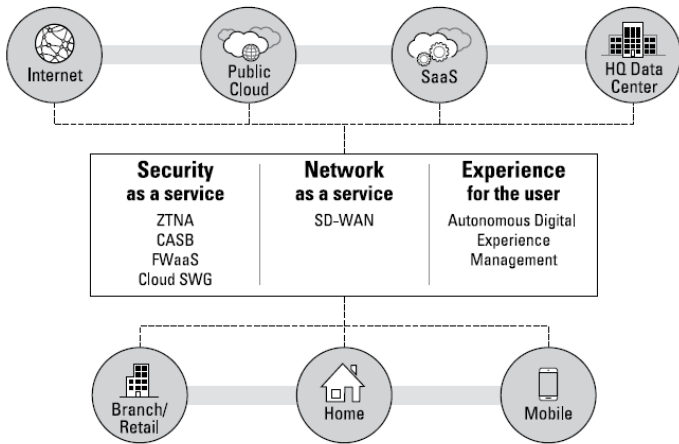 Internet
Public
Cloud
SaaS
HQ Data
Center
Security
as a service
ZTNA
CASB
FWaaS
Cloud SWG
Network
as a service
SD-WAN
Experience
for the user
Autonomous Digital
Experience
Management
Branch/
Retail
Home
Mobile